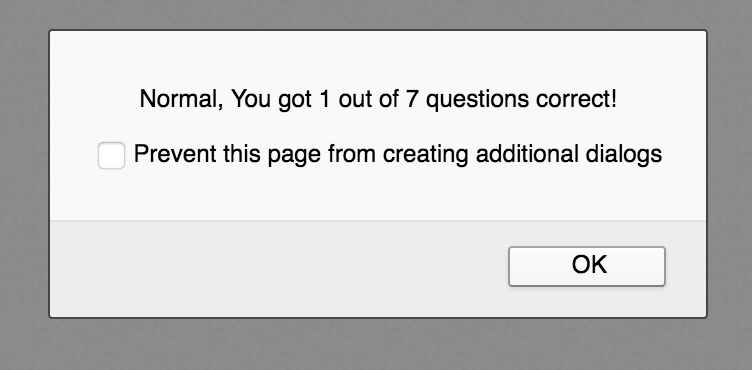 Normal, You got 1 out of 7 questions correct!
Prevent this page from creating additional dialogs
OK